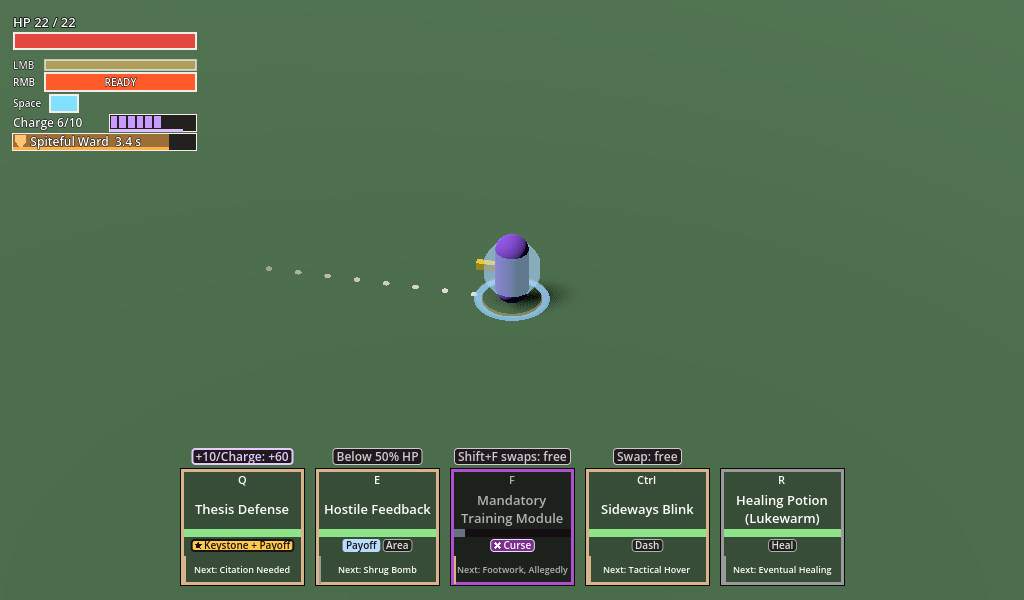 HP 22 / 22
LMB
RMB READY
Space
Charge 6/10
Spiteful Ward 3.4 s
+10/Charge: +60
Below 50% HP
Shift+F swaps: free
Swap: free
Q
E
F
Ctrl
R
Thesis Defense
Hostile Feedback
Mandatory
Training Module
Sideways Blink
Healing Potion
(Lukewarm)
Keystone + Payoff
Payoff
Area
Curse
Dash
Heal
Next: Citation Needed
Next: Shrug Bomb
Next: Footwork, Allegedly
Next: Tactical Hover
Next: Eventual Healing